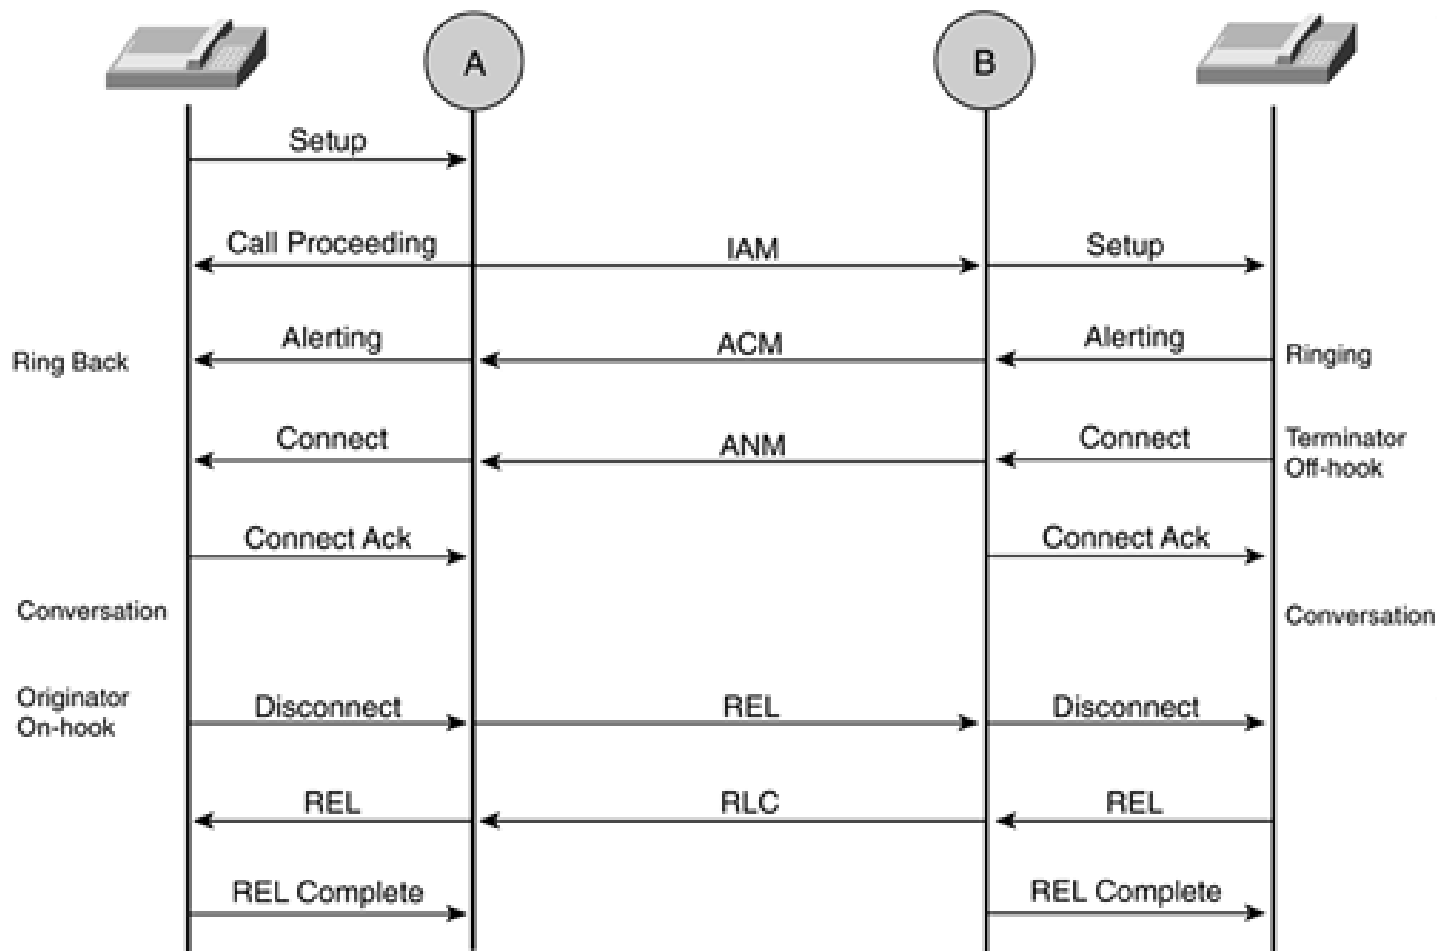 A
B
Setup
Call Proceeding
IAM
Setup
Ring Back
Alerting
ACM
Alerting
Ringing
Connect
ANM
Connect
Terminator
Off-hook
Connect Ack
Connect Ack
Conversation
Conversation
Originator
On-hook
Disconnect
REL
Disconnect
REL
RLC
REL
REL Complete
REL Complete